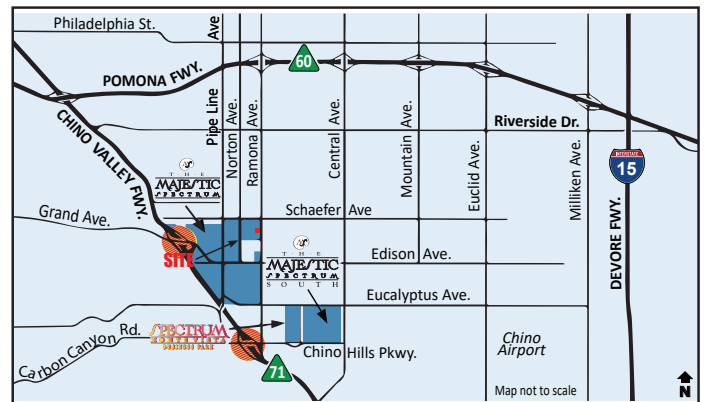 Philadelphia St.
Pipe Line Ave
60
POMONA FWY.
CHINO VALLEY FWY.
Norton Ave.
Ramona Ave.
Central Ave.
Mountain Ave.
Riverside Dr.
Euclid Ave.
Milliken Ave.
INTERSTATE
15
DEVORE FWY.
THE
MAJESTIC
SPECTRUM
Schaefer Ave
Grand Ave.
SITE
THE
MAJESTIC
SPECTRUM
SOUTH
Edison Ave.
Eucalyptus Ave.
Carbon Canyon Rd.
SPECTRUM
BUSINESS PARK
Chino Hills Pkwy.
Chino
Airport
71
Map not to scale
N